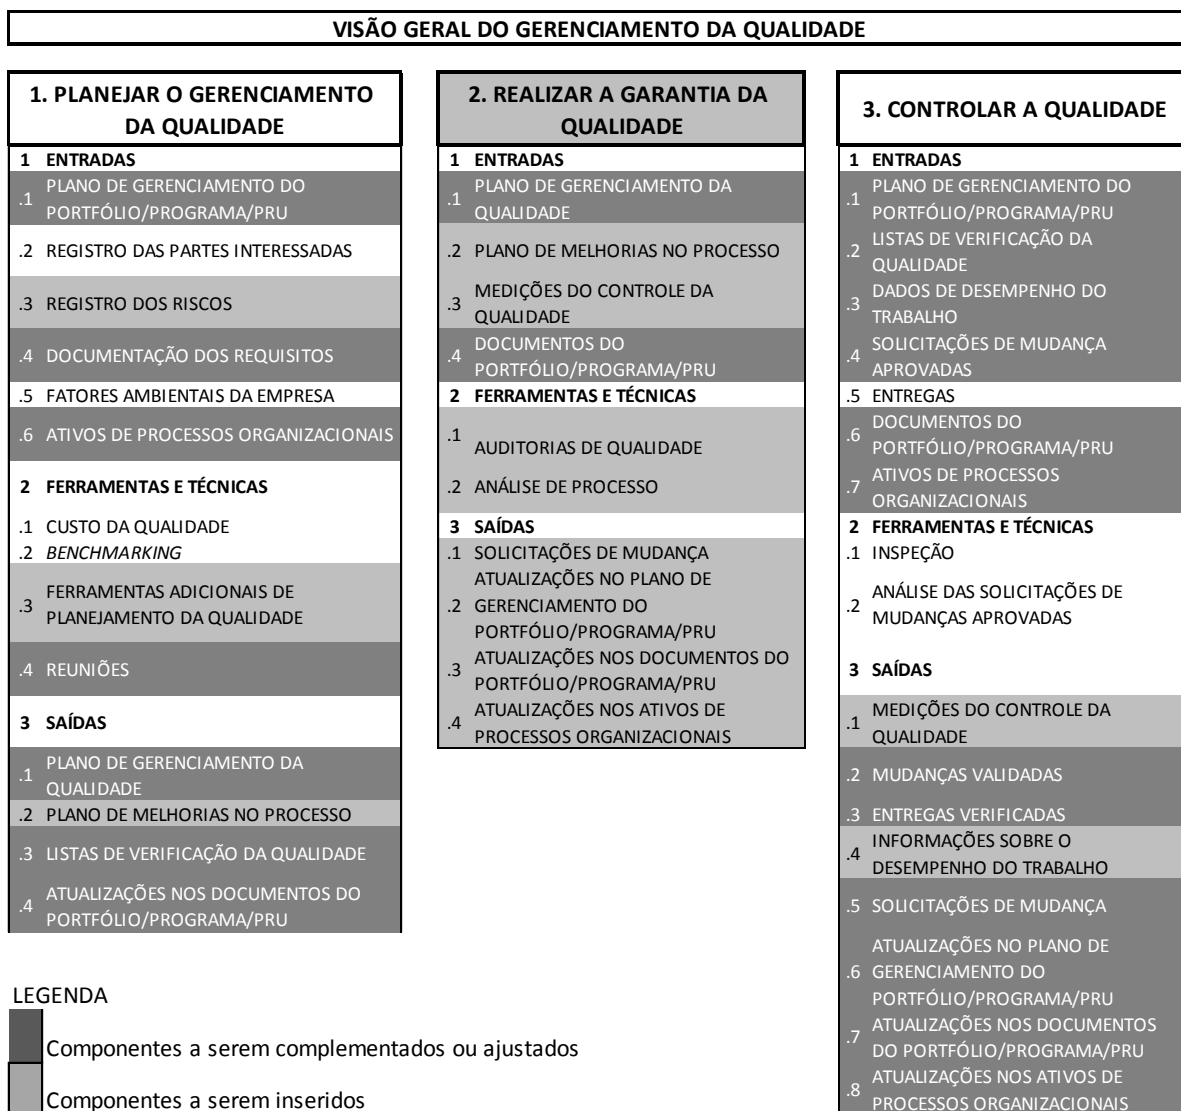 VISÃO GERAL DO GERENCIAMENTO DA QUALIDADE
1. PLANEJAR O GERENCIAMENTO
DA QUALIDADE
1 ENTRADAS
.1 PLANO DE GERENCIAMENTO DO
PORTFÓLIO/PROGRAMA/PRU
.2 REGISTRO DAS PARTES INTERESSADAS
.3 REGISTRO DOS RISCOS
.4 DOCUMENTAÇÃO DOS REQUISITOS
.5 FATORES AMBIENTAIS DA EMPRESA
.6 ATIVOS DE PROCESSOS ORGANIZACIONAIS
2 FERRAMENTAS E TÉCNICAS
.1 CUSTO DA QUALIDADE
.2 BENCHMARKING
.3 FERRAMENTAS ADICIONAIS DE
PLANEJAMENTO DA QUALIDADE
.4 REUNIÕES
3 SAÍDAS
.1 PLANO DE GERENCIAMENTO DA
QUALIDADE
.2 PLANO DE MELHORIAS NO PROCESSO
.3 LISTAS DE VERIFICAÇÃO DA QUALIDADE
.4 ATUALIZAÇÕES NOS DOCUMENTOS DO
PORTFÓLIO/PROGRAMA/PRU
2. REALIZAR A GARANTIA DA
QUALIDADE
1 ENTRADAS
.1 PLANO DE GERENCIAMENTO DA
QUALIDADE
.2 PLANO DE MELHORIAS NO PROCESSO
.3 MEDIÇÕES DO CONTROLE DA
QUALIDADE
.4 DOCUMENTOS DO
PORTFÓLIO/PROGRAMA/PRU
2 FERRAMENTAS E TÉCNICAS
.1 AUDITORIAS DE QUALIDADE
.2 ANÁLISE DE PROCESSO
3 SAÍDAS
.1 SOLICITAÇÕES DE MUDANÇA
ATUALIZAÇÕES NO PLANO DE
.2 GERENCIAMENTO DO
PORTFÓLIO/PROGRAMA/PRU
.3 ATUALIZAÇÕES NOS DOCUMENTOS DO
PORTFÓLIO/PROGRAMA/PRU
.4 ATUALIZAÇÕES NOS ATIVOS DE
PROCESSOS ORGANIZACIONAIS
3. CONTROLAR A QUALIDADE
1 ENTRADAS
.1 PLANO DE GERENCIAMENTO DO
PORTFÓLIO/PROGRAMA/PRU
.2 LISTAS DE VERIFICAÇÃO DA
QUALIDADE
.3 DADOS DE DESEMPENHO DO
TRABALHO
.4 SOLICITAÇÕES DE MUDANÇA
APROVADAS
.5 ENTREGAS
.6 DOCUMENTOS DO
PORTFÓLIO/PROGRAMA/PRU
.7 ATIVOS DE PROCESSOS
ORGANIZACIONAIS
2 FERRAMENTAS E TÉCNICAS
.1 INSPEÇÃO
.2 ANÁLISE DAS SOLICITAÇÕES DE
MUDANÇAS APROVADAS
3 SAÍDAS
.1 MEDIÇÕES DO CONTROLE DA
QUALIDADE
.2 MUDANÇAS VALIDADAS
.3 ENTREGAS VERIFICADAS
.4 INFORMAÇÕES SOBRE O
DESEMPENHO DO TRABALHO
.5 SOLICITAÇÕES DE MUDANÇA
ATUALIZAÇÕES NO PLANO DE
.6 GERENCIAMENTO DO
PORTFÓLIO/PROGRAMA/PRU
.7 ATUALIZAÇÕES NOS DOCUMENTOS
DO PORTFÓLIO/PROGRAMA/PRU
.8 ATUALIZAÇÕES NOS ATIVOS DE
PROCESSOS ORGANIZACIONAIS
LEGENDA
Componentes a serem complementados ou ajustados
Componentes a serem inseridos